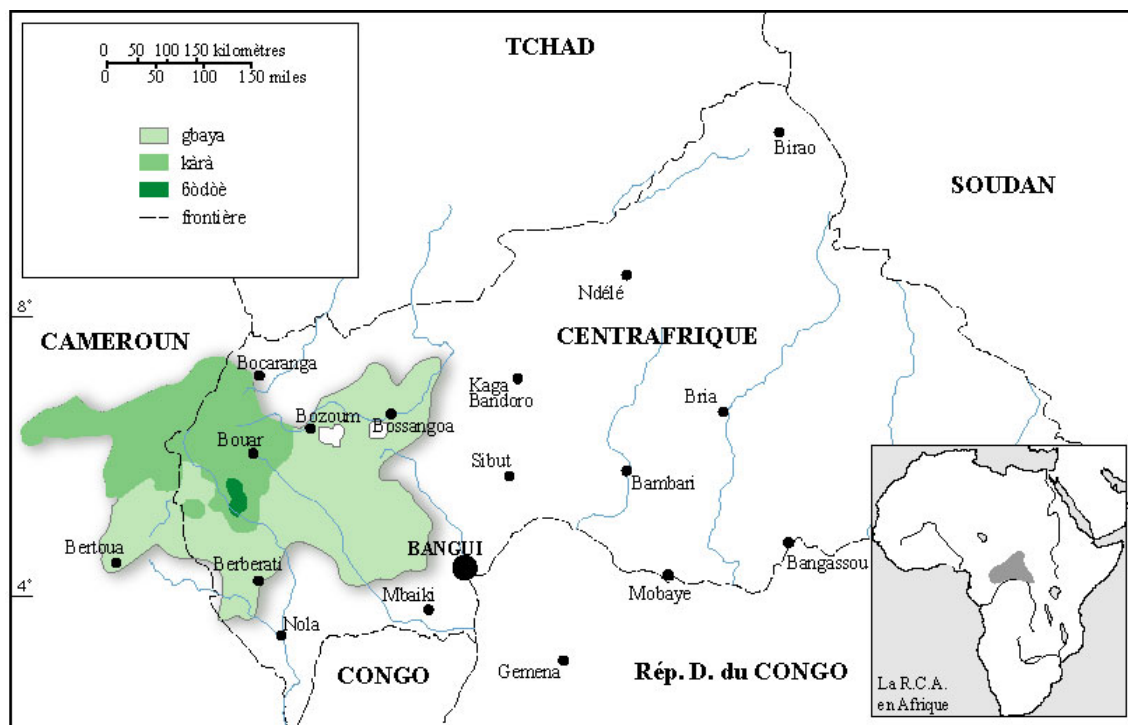 0 50 100 150 kilomètres
0 50 100 150 miles
gbaya
kàrà
ɓòdòè
frontière
TCHAD
Birao
SOUDAN
Ndélé
8°
CAMEROUN
CENTRAFRIQUE
Bocaranga
Kaga
Bandoro
Bria
Bozoum
Bossangoa
Bouar
Sibut
Bambari
Bertoua
BANGUI
Bangassou
Berberati
4°
Mbaiki
Mobaye
Nola
CONGO
Gemena
Rép. D. du CONGO
La R.C.A.
en Afrique